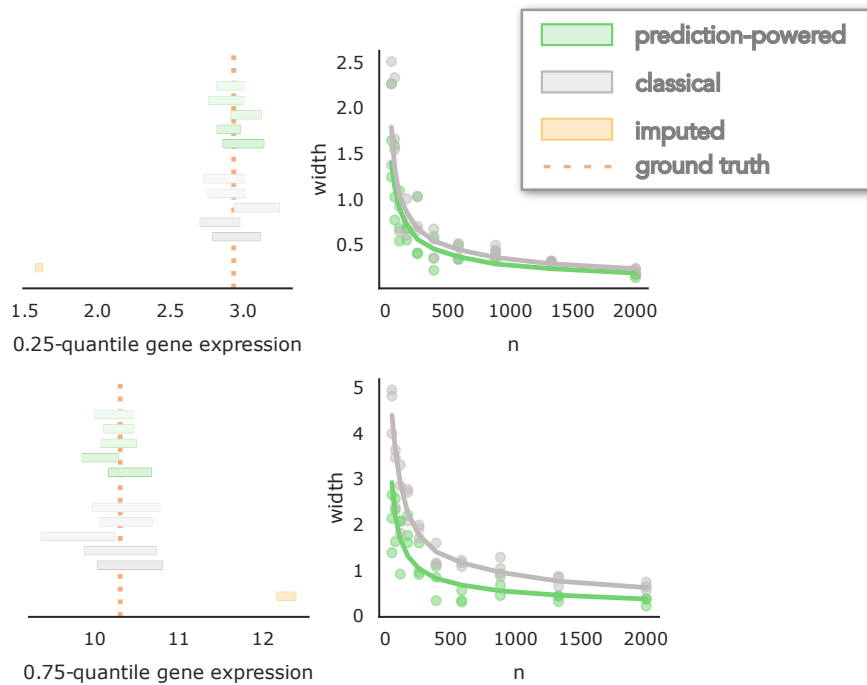 prediction-powered
classical
imputed
ground truth
2.5
2.0
1.5
1.0
0.5
width
1.5 2.0 2.5 3.0
0 500 1000 1500 2000
0.25-quantile gene expression
n
5
4
3
2
1
0
width
10 11 12
0 500 1000 1500 2000
0.75-quantile gene expression
n